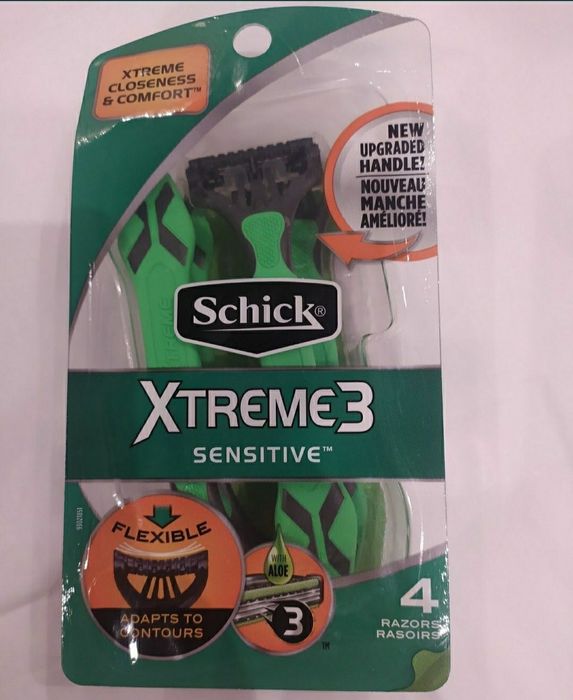 XTREME
CLOSENESS
& COMFORT™
NEW
UPGRADED
HANDLE!
NOUVEAU
MANCHE
AMÉLIORÉ!
Schick®
XTREME3
SENSITIVE™
FLEXIBLE
ADAPTS TO
CONTOURS
WITH
ALOE
3
TM
4
RAZORS
RASOIRS